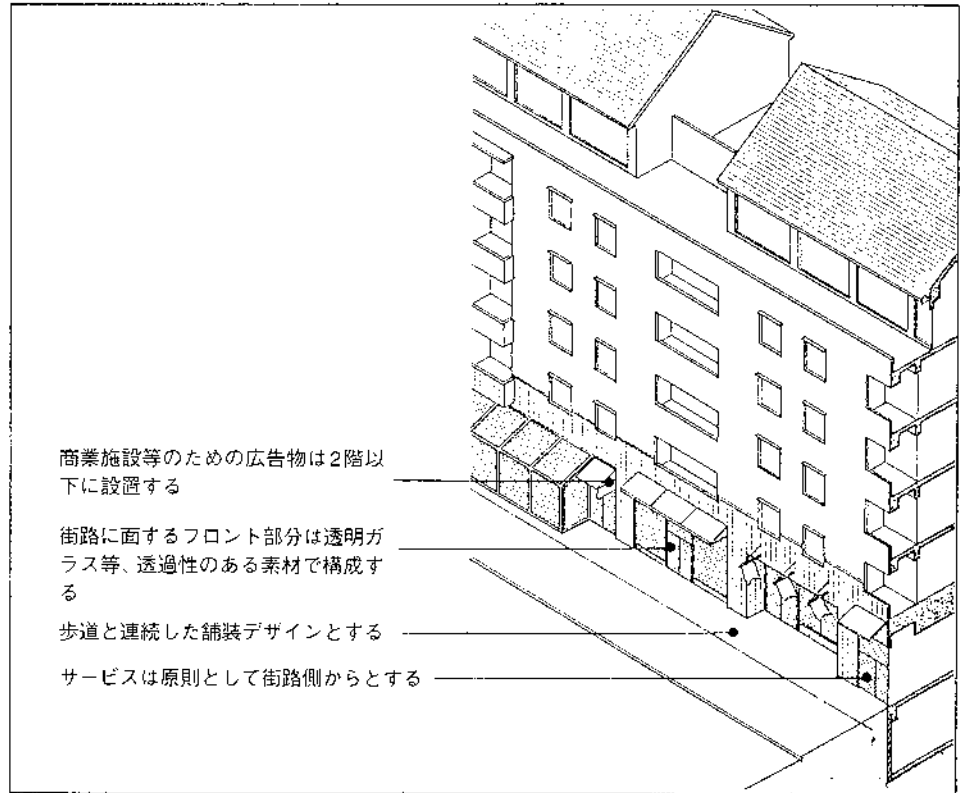 商業施設等のための広告物は2階以
下に設置する
街路に面するフロント部分は透明ガ
ラス等、透過性のある素材で構成す
る
歩道と連続した舗装デザインとする
サービスは原則として街路側からとする